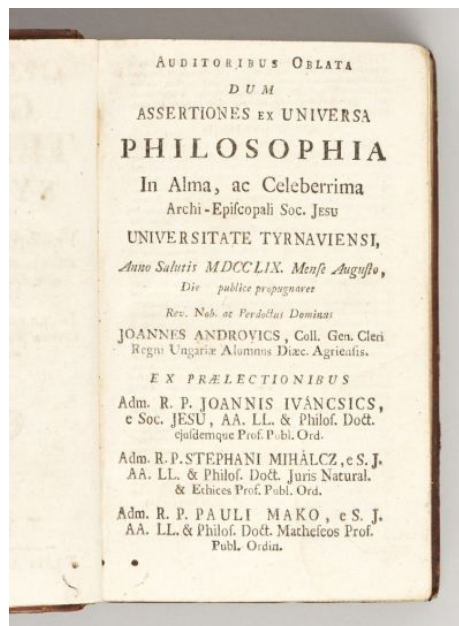 AUDITORIBUS OBLATA
DUM
ASSERTIONES EX UNIVERSA
PHILOSOPHIA
In Alma, ac Celeberrima
Archi-Epiſcopali Soc. JESU
UNIVERSITATE TYRNAVIENSI,
Anno Salutis MDCCLIX. Menſe Auguſto,
Die publice propugnaret
Rev. Nob. ac Perdoctus Dominus
JOANNES ANDROVICS, Coll. Gen. Cleri
Regni Ungariæ Alumnus Diæc. Agrienſis.
EX PRÆLECTIONIBUS
Adm. R. P. JOANNIS IVÁNCSICS,
e Soc. JESU, AA. LL. & Philoſ. Doct.
ejuſdemque Prof. Publ. Ord.
Adm. R. P. STEPHANI MIHÁLCZ, e S. J.
AA. LL. & Philoſ. Doct. Juris Natural.
& Ethices Prof. Publ. Ord.
Adm. R. P. PAULI MAKO, e S. J.
AA. LL. & Philoſ. Doct. Matheſeos Prof.
Publ. Ordin.